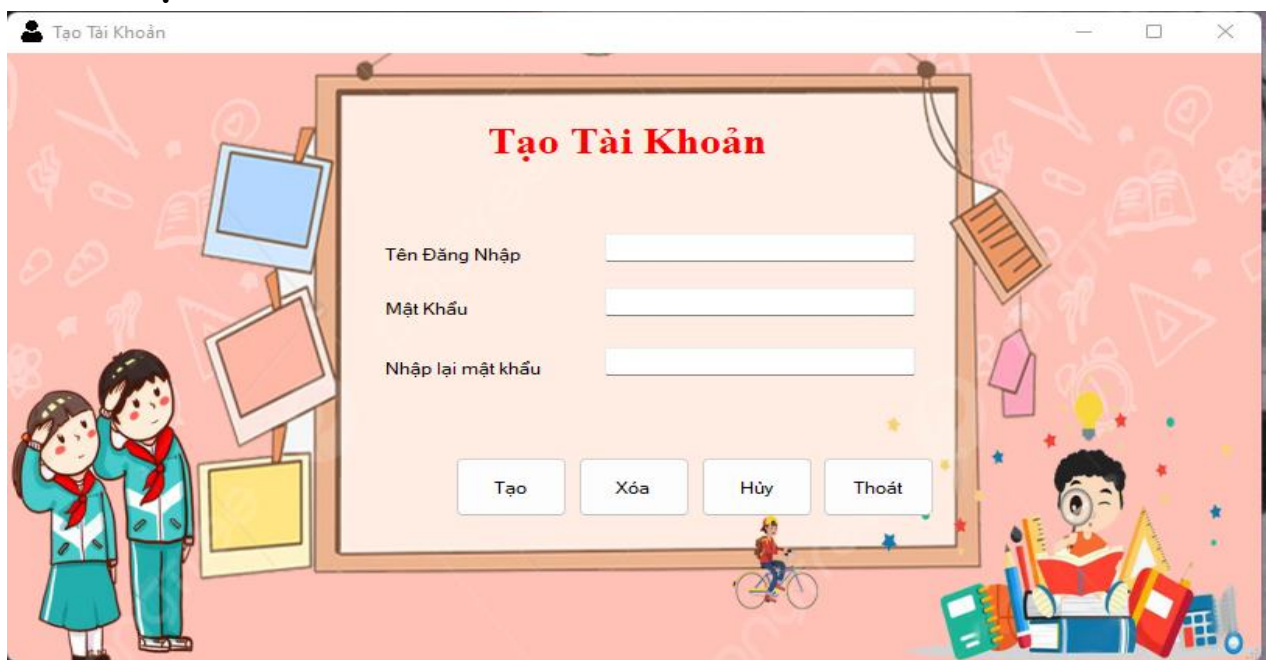 Tạo Tài Khoản
Tạo Tài Khoản
Tên Đăng Nhập
Mật Khẩu
Nhập lại mật khẩu
Tạo Xóa Hủy Thoát